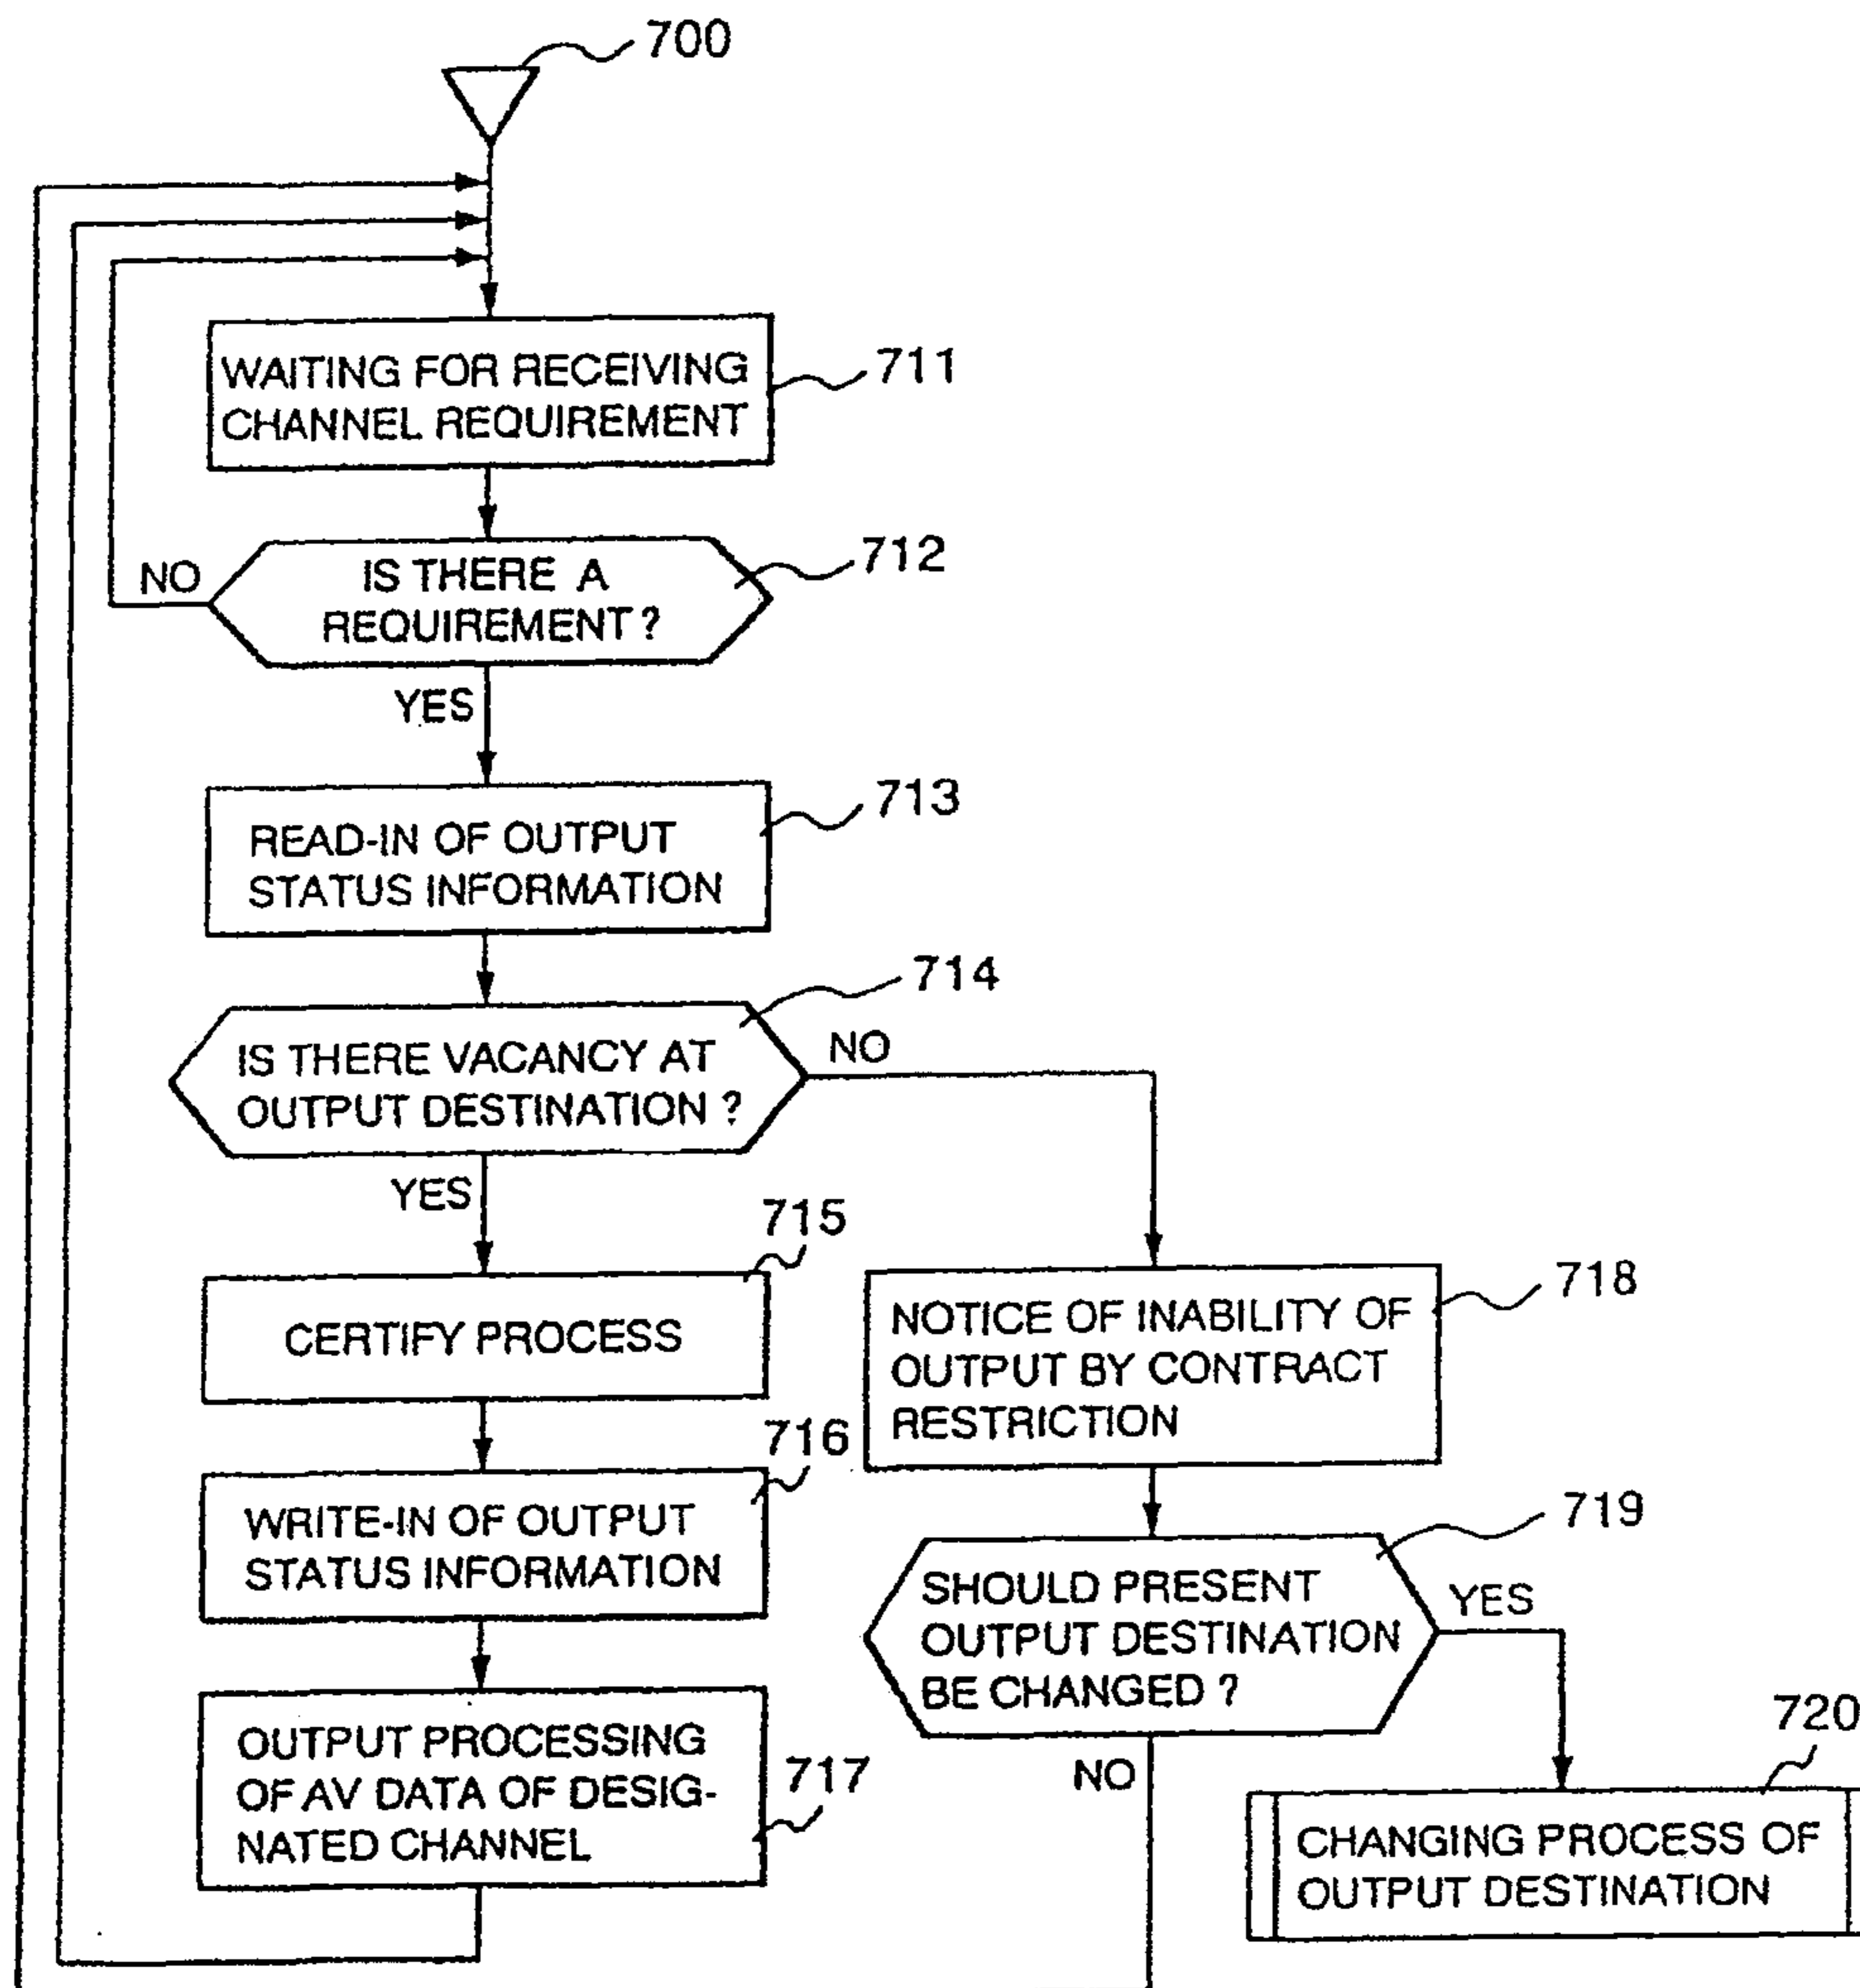 700
WAITING FOR RECEIVING
CHANNEL REQUIREMENT
711
IS THERE A
REQUIREMENT?
712
NO
YES
READ-IN OF OUTPUT
STATUS INFORMATION
713
IS THERE VACANCY AT
OUTPUT DESTINATION ?
714
NO
YES
CERTIFY PROCESS
715
WRITE-IN OF OUTPUT
STATUS INFORMATION
716
OUTPUT PROCESSING
OF AV DATA OF DESIG-
NATED CHANNEL
717
NOTICE OF INABILITY OF
OUTPUT BY CONTRACT
RESTRICTION
718
SHOULD PRESENT
OUTPUT DESTINATION
BE CHANGED ?
719
YES
NO
CHANGING PROCESS OF
OUTPUT DESTINATION
720